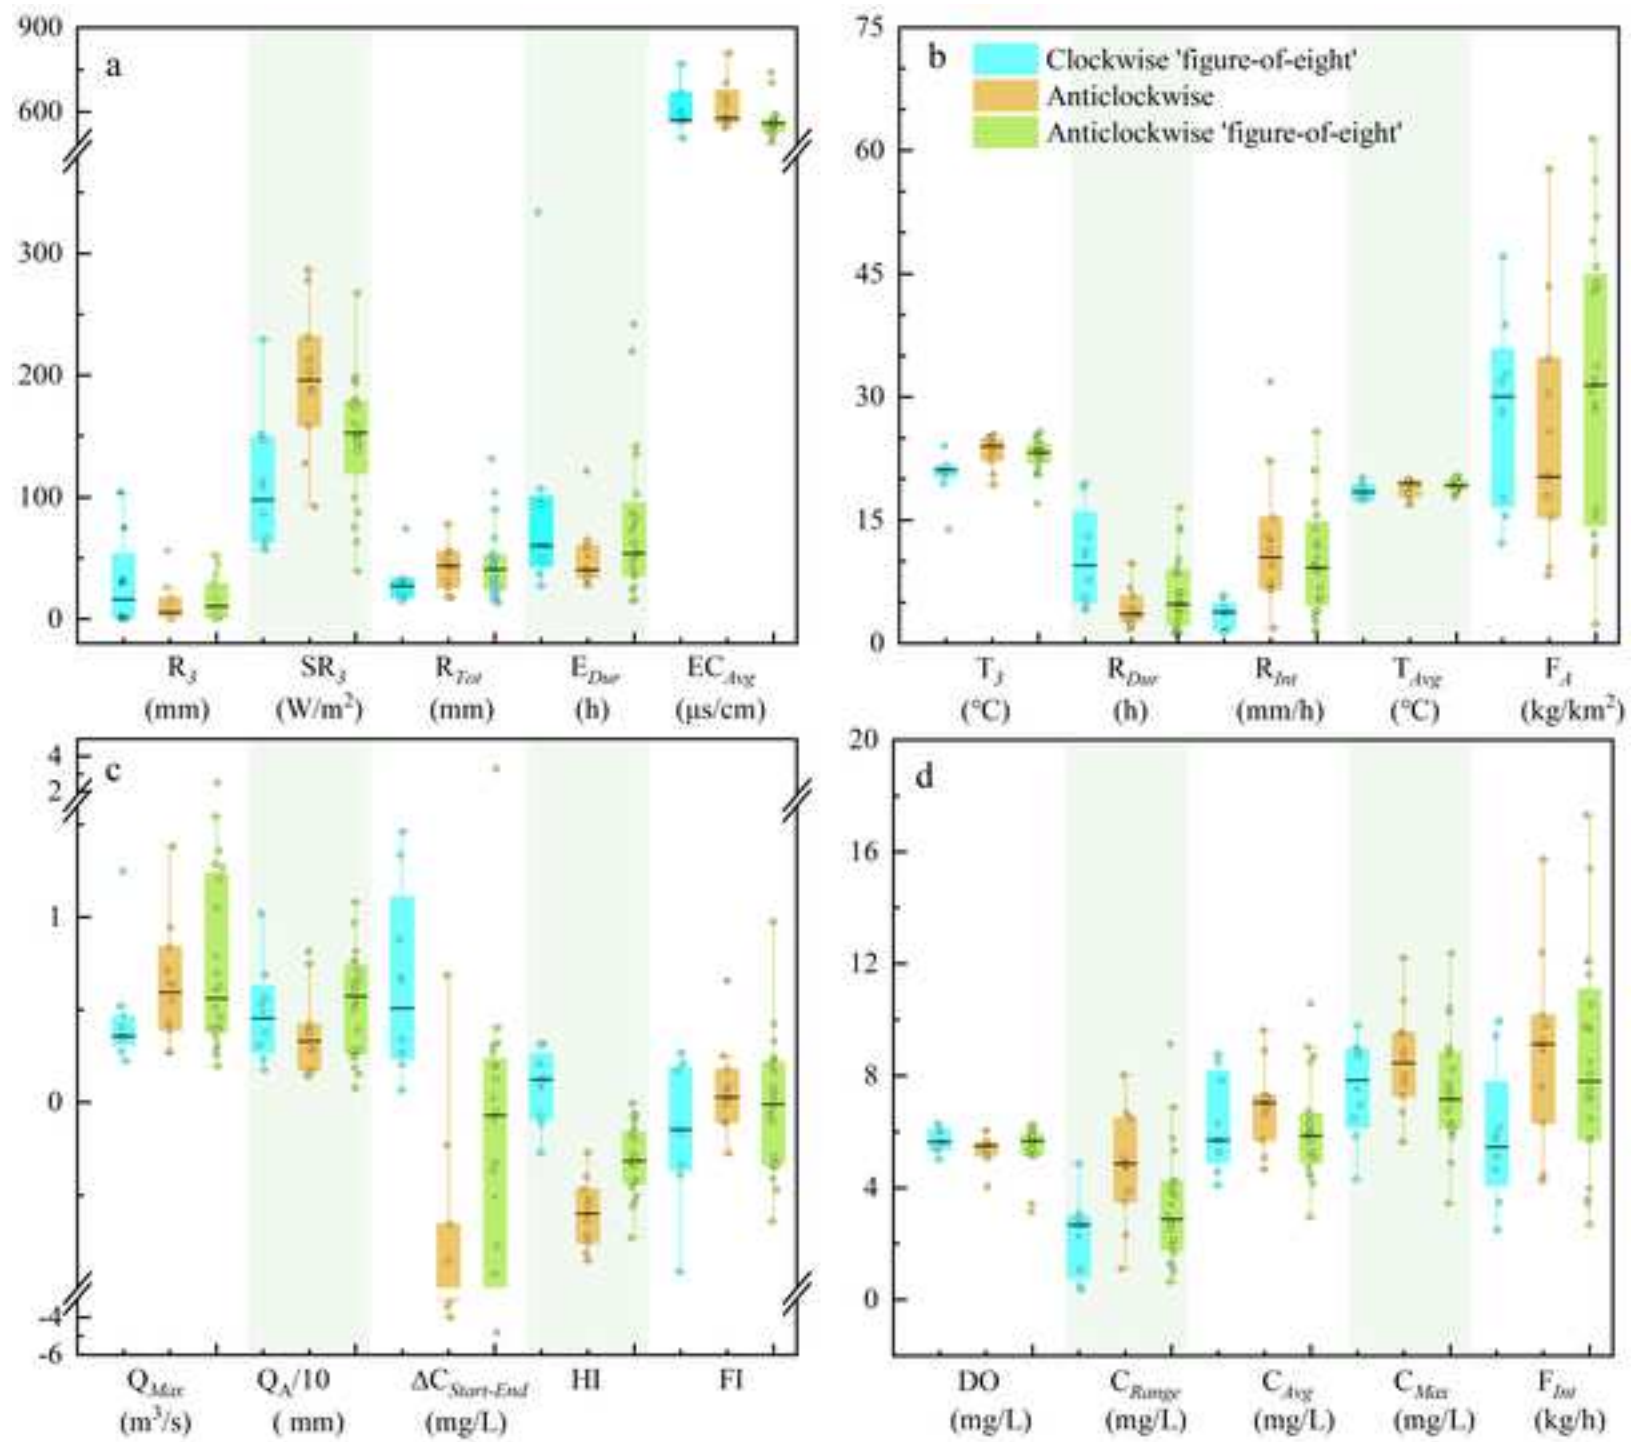 900
600
300
200
100
0
a
R3 SR3 RTot EDur ECAvg
(mm) (W/m²) (mm) (h) (μs/cm)
75
60
45
30
15
0
b
Clockwise 'figure-of-eight'
Anticlockwise
Anticlockwise 'figure-of-eight'
T3 RDur RInt TAvg FA
(°C) (h) (mm/h) (°C) (kg/km²)
4
2
1
0
-4
-6
c
QMax QA/10 ΔCStart-End HI FI
(m³/s) ( mm) (mg/L)
20
16
12
8
4
0
d
DO CRange CAvg CMax FInt
(mg/L) (mg/L) (mg/L) (mg/L) (kg/h)